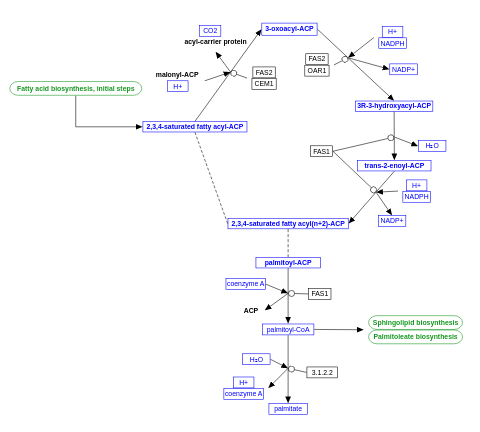 CO2
3-oxoacyl-ACP
acyl-carrier protein
H+
NADPH
malonyl-ACP
FAS2
FAS2
NADP+
H+
CEM1
OAR1
Fatty acid biosynthesis, initial steps
3R-3-hydroxyacyl-ACP
2,3,4-saturated fatty acyl-ACP
FAS1
H₂O
trans-2-enoyl-ACP
H+
NADPH
2,3,4-saturated fatty acyl(n+2)-ACP
NADP+
palmitoyl-ACP
coenzyme A
FAS1
ACP
palmitoyl-CoA
Sphingolipid biosynthesis
Palmitoleate biosynthesis
H₂O
3.1.2.2
H+
coenzyme A
palmitate